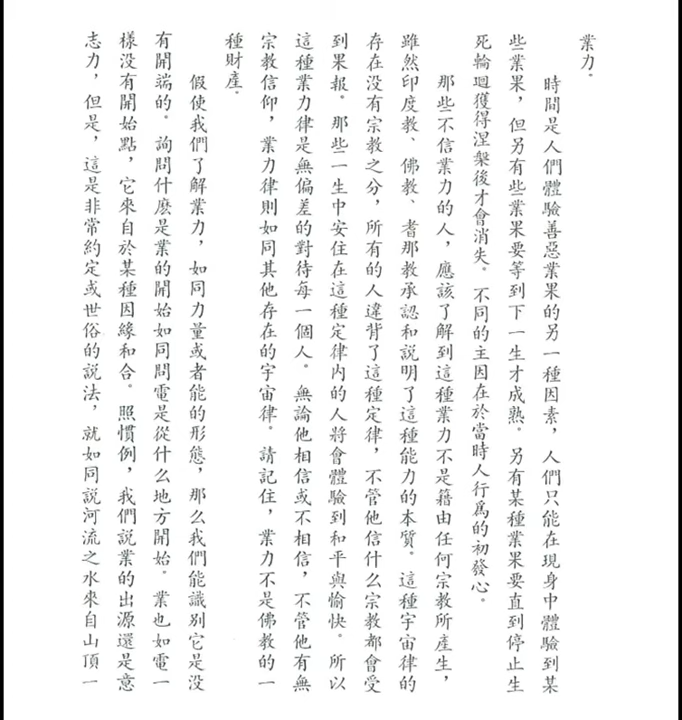 業力。
時間是人們體驗善惡業果的另一種因素，人們只能在現身中體驗到某
些業果，但另有些業果要等到下一生才成熟。另有某種業果要直到停止生
死輪迴獲得涅槃後才會消失。不同的主因在於當時人行爲的初發心。
那些不信業力的人，應該了解到這種業力不是藉由任何宗教所產生，
雖然印度教、佛教、耆那教承認和說明了這種能力的本質。這種宇宙律的
存在没有宗教之分，所有的人違背了這種定律，不管他信什么宗教都會受
到果報。那些一生中安住在這種定律內的人將會體驗到和平與愉快。所以
這種業力律是無偏差的對待每一個人。無論他相信或不相信，不管他有無
宗教信仰，業力律則如同其他存在的宇宙律。請記住，業力不是佛教的一
種財產。
假使我們了解業力，如同力量或者能的形態，那么我們能識別它是没
有開端的。詢問什麽是業的開始如同問電是從什么地方開始。業也如電一
樣没有開始點，它來自於某種因緣和合。照慣例，我們說業的出源還是意
志力，但是，這是非常約定或世俗的説法，就如同説河流之水來自山頂一